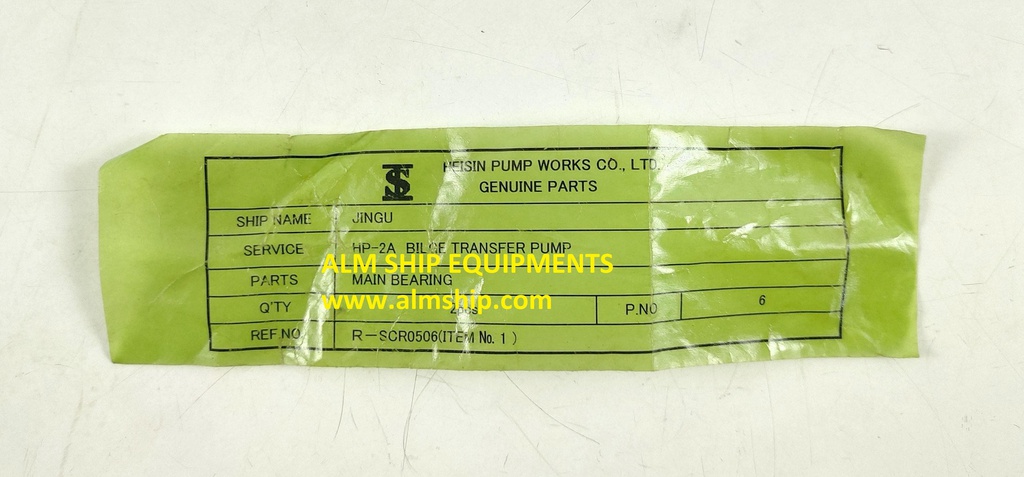 HEISIN PUMP WORKS CO., LTD.
GENUINE PARTS
SHIP NAME JINGU
SERVICE HP-2A BILGE TRANSFER PUMP
ALM SHIP EQUIPMENTS
PARTS MAIN BEARING
www.almship.com
Q'TY 2pcs P.NO 6
REF.NO. R-SCR0506(ITEM No. 1)